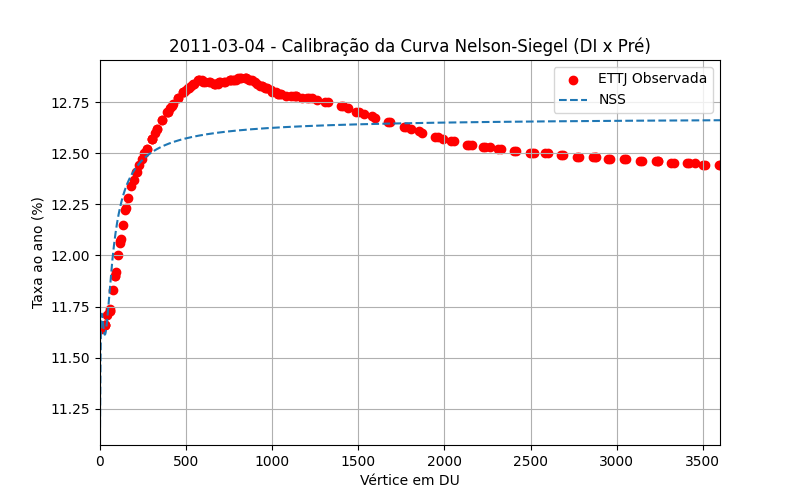 2011-03-04 - Calibração da Curva Nelson-Siegel (DI x Pré)
ETTJ Observada
NSS
Taxa ao ano (%)
12.75
12.50
12.25
12.00
11.75
11.50
11.25
0 500 1000 1500 2000 2500 3000 3500
Vértice em DU